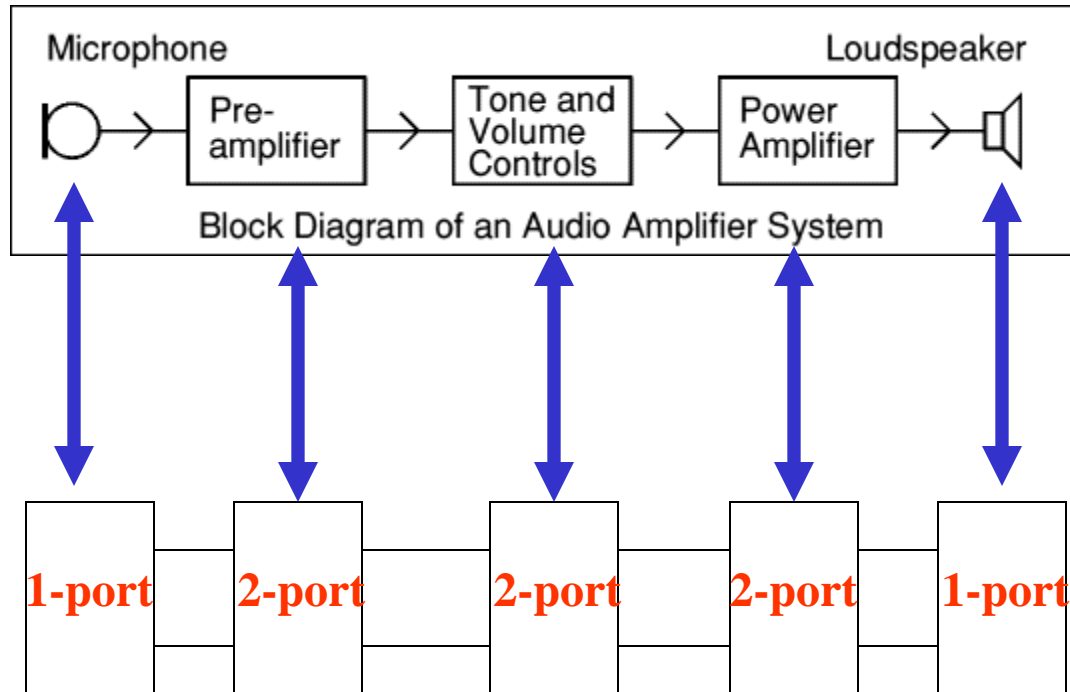 Microphone
Loudspeaker
Pre-
amplifier
Tone and
Volume
Controls
Power
Amplifier
Block Diagram of an Audio Amplifier System
1-port
2-port
2-port
2-port
1-port